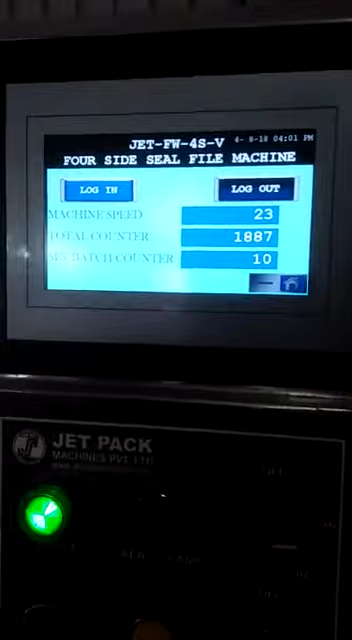 JET-FW-4S-V 4- 8-18 04:01 PM
FOUR SIDE SEAL FILE MACHINE
LOG IN LOG OUT
MACHINE SPEED 23
TOTAL COUNTER 1887
SET BATCH COUNTER 10
JET PACK
MACHINES PVT. LTD